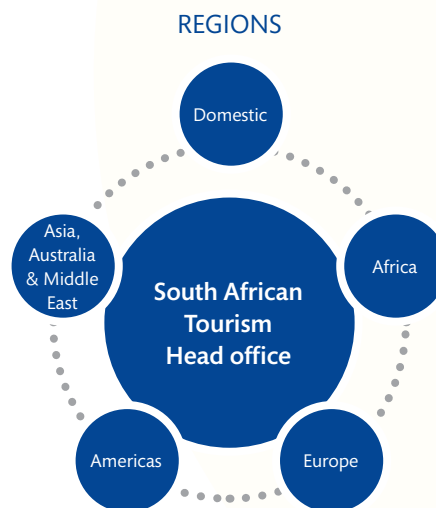 REGIONS
Domestic
Asia,
Australia
& Middle
East
Africa
South African
Tourism
Head office
Americas
Europe